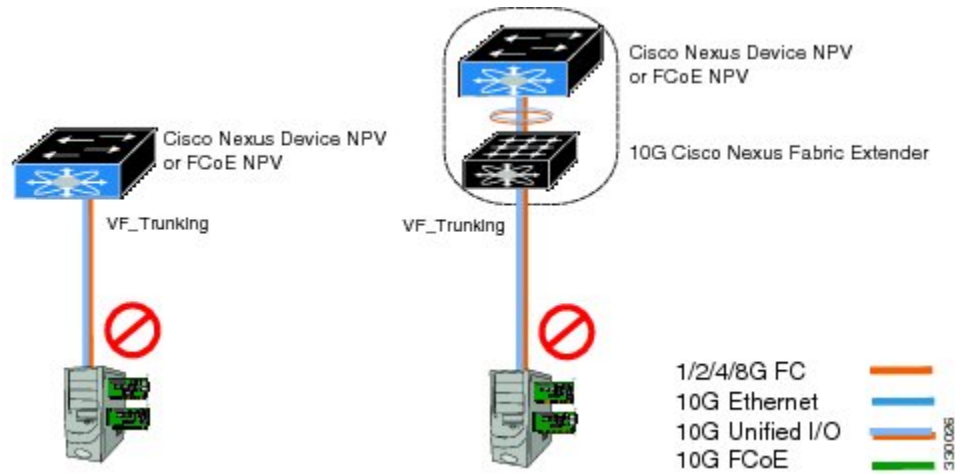 Cisco Nexus Device NPV
or FCoE NPV
Cisco Nexus Device NPV
or FCoE NPV
10G Cisco Nexus Fabric Extender
VF_Trunking
VF_Trunking
1/2/4/8G FC
10G Ethernet
10G Unified I/O
10G FCoE
330026